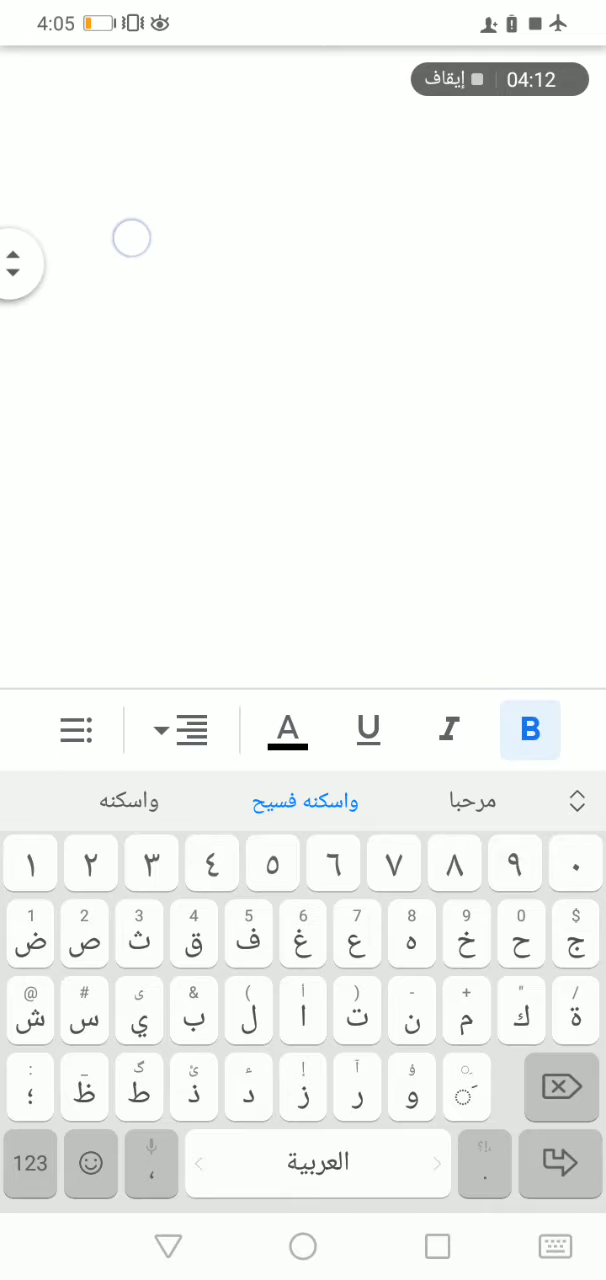 4:05
إيقاف 04:12
A U I B
مرحبا واسكنه فسيح واسكنه
١ ٢ ٣ ٤ ٥ ٦ ٧ ٨ ٩ ٠
1 2 3 4 5 6 7 8 9 0 $
ض ص ث ق ف غ ع ه خ ح ج
@ # ى & ( أ ) - + " /
ش س ي ب ل ا ت ن م ك ة
: _ گ ئ ء إ آ ؤ
؛ ظ ط ذ د ز ر و
123 ، العربية .
،!؟